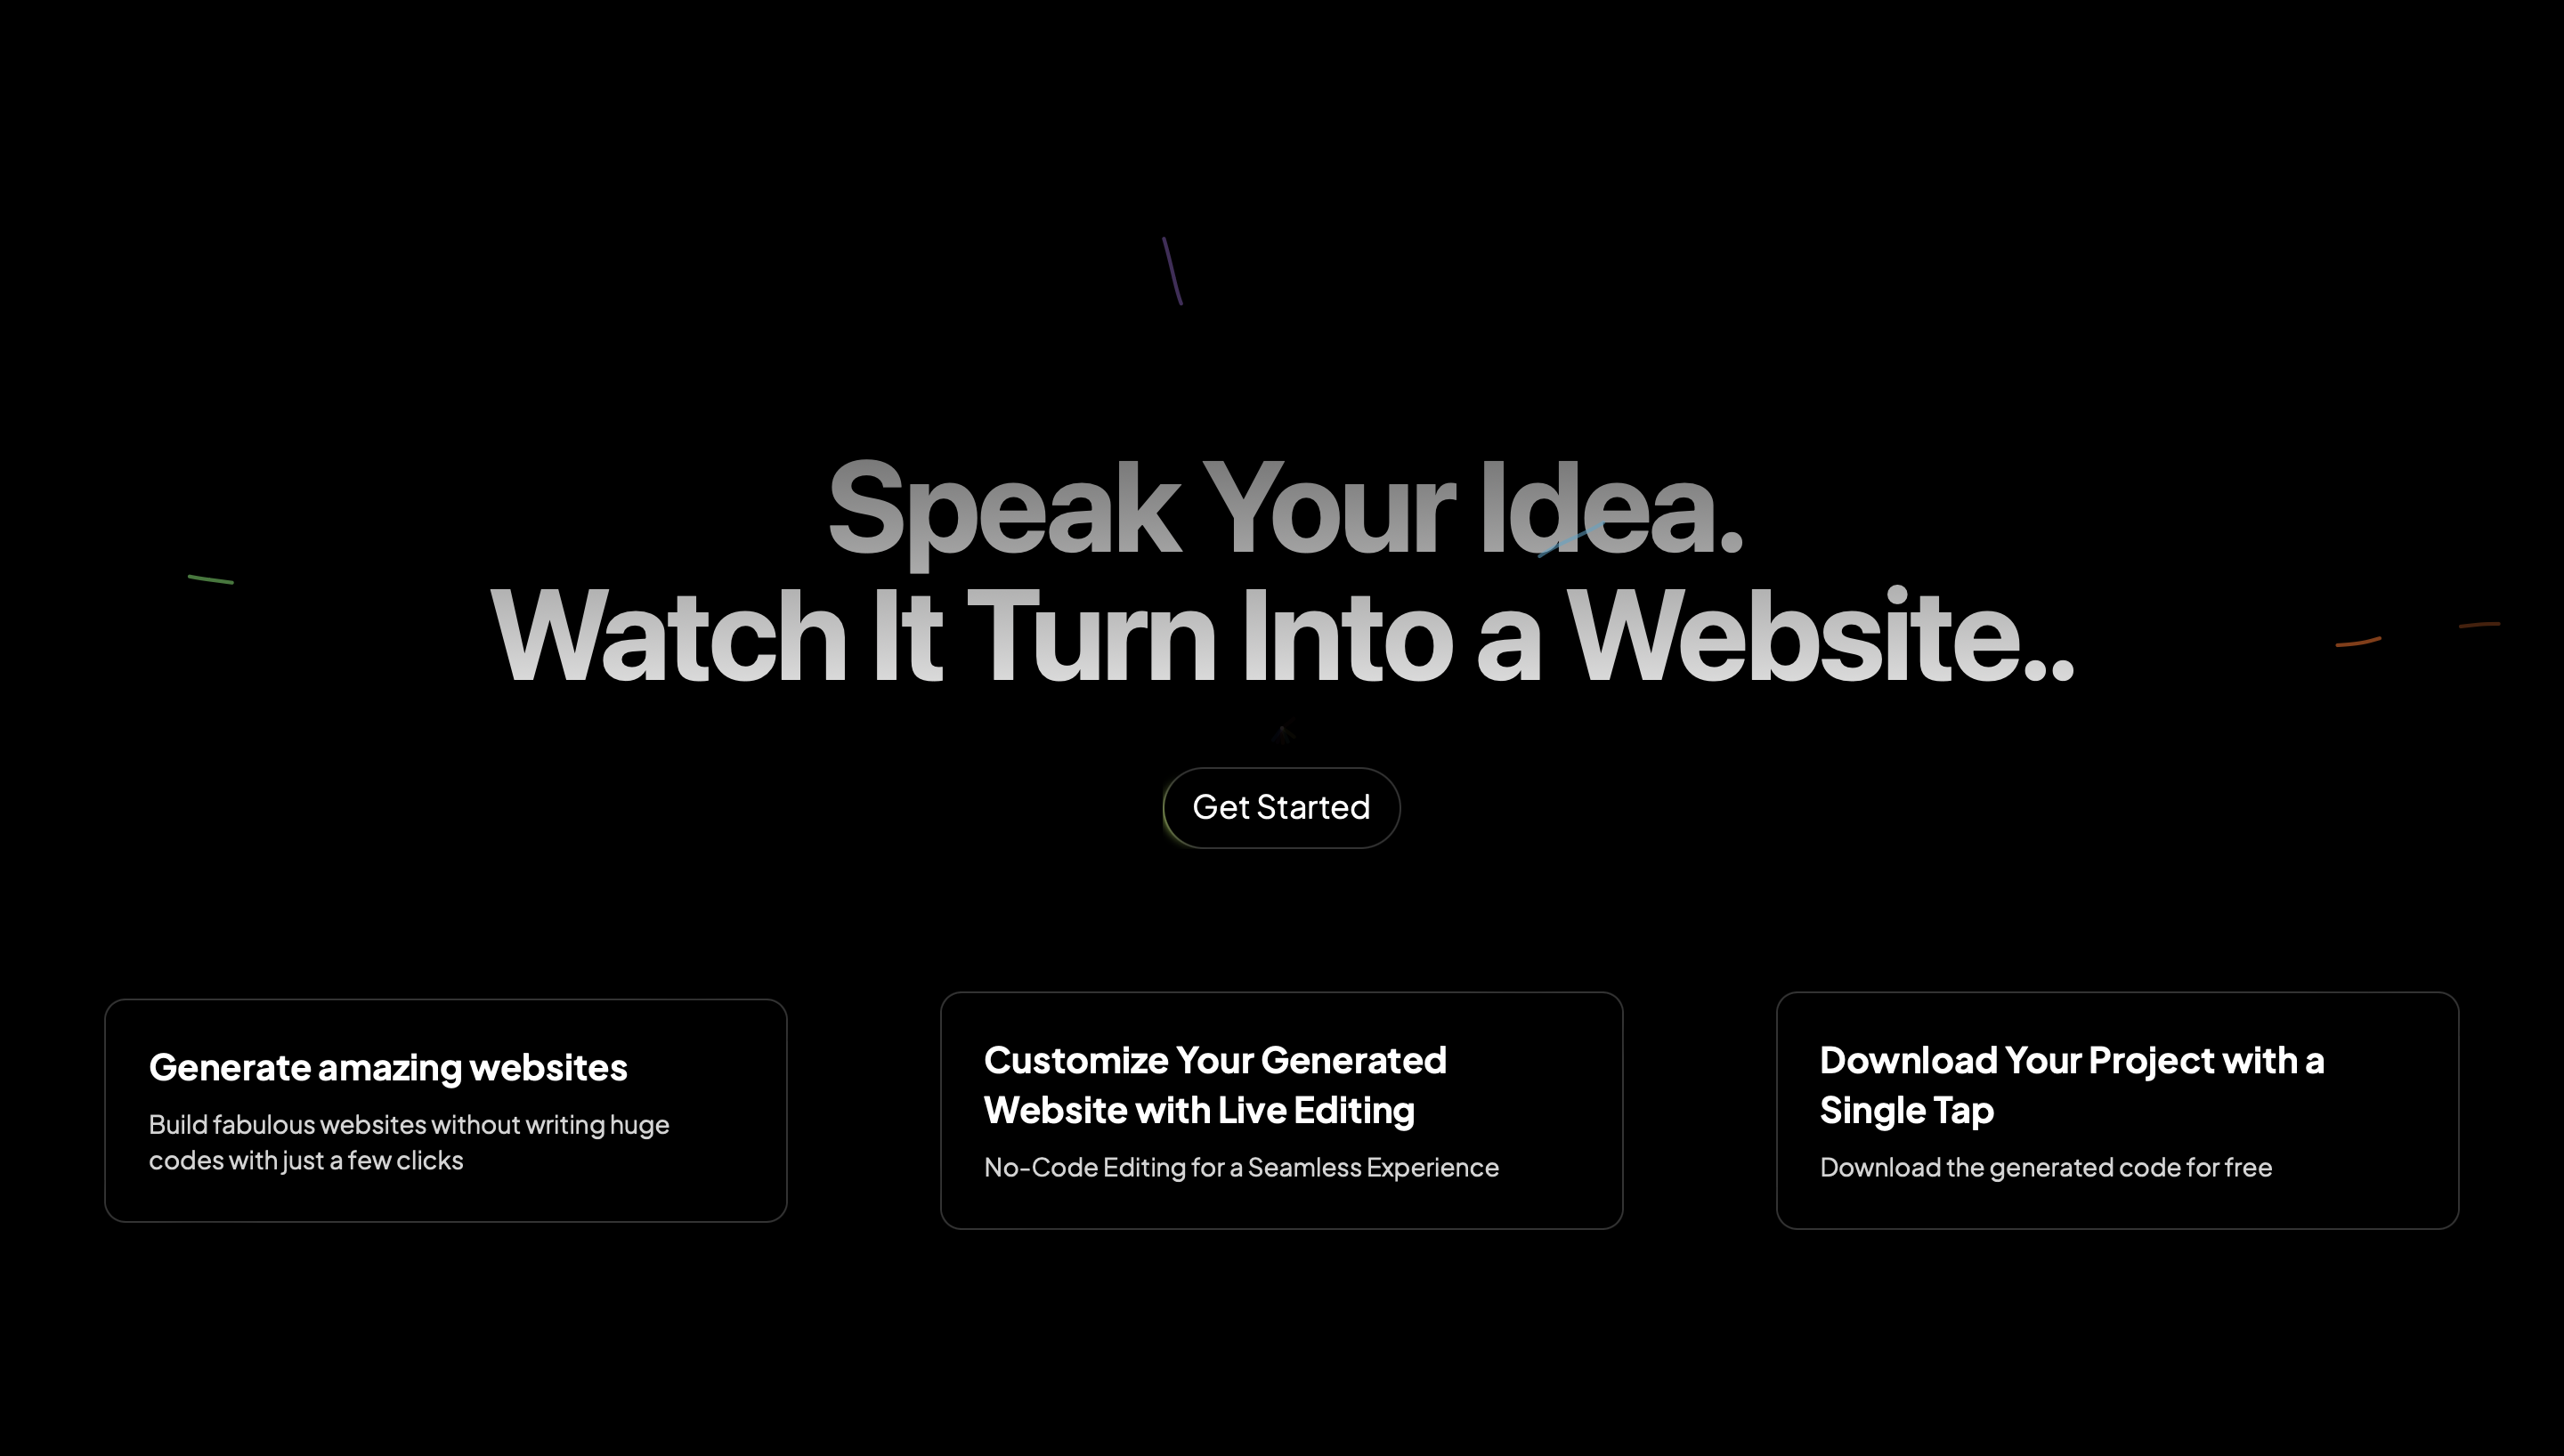 Speak Your Idea.
Watch It Turn Into a Website..
Get Started
Generate amazing websites
Build fabulous websites without writing huge
codes with just a few clicks
Customize Your Generated
Website with Live Editing
No-Code Editing for a Seamless Experience
Download Your Project with a
Single Tap
Download the generated code for free